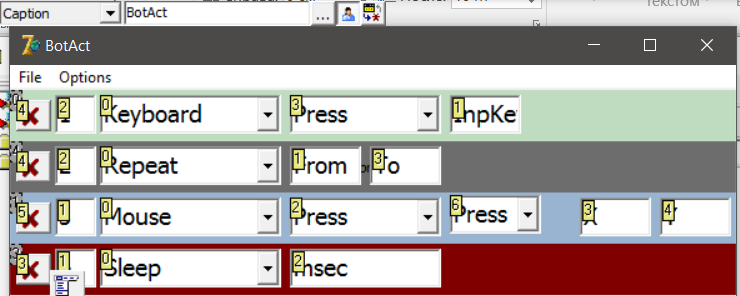 Caption BotAct ...
ТЕКСТОМ
BotAct
File Options
4 2 0 Keyboard 3 Press 1
4 2 0 Repeat 1 From 3 To
5 1 0 Mouse 2 Press 6 Press 3 4
3 1 0 Sleep 2 msec